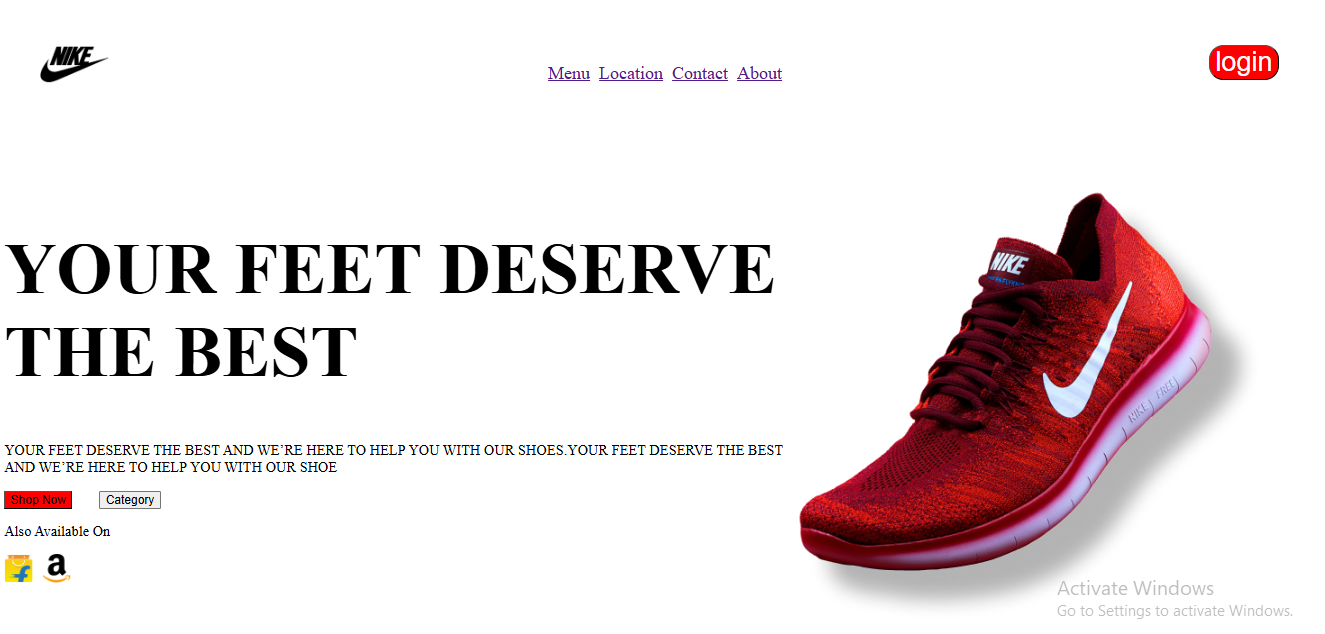 NIKE
Menu Location Contact About
login
YOUR FEET DESERVE
THE BEST
NIKE
YOUR FEET DESERVE THE BEST AND WE’RE HERE TO HELP YOU WITH OUR SHOES.YOUR FEET DESERVE THE BEST
AND WE’RE HERE TO HELP YOU WITH OUR SHOE
NIKE FREE
Shop Now Category
Also Available On
f a
Activate Windows
Go to Settings to activate Windows.